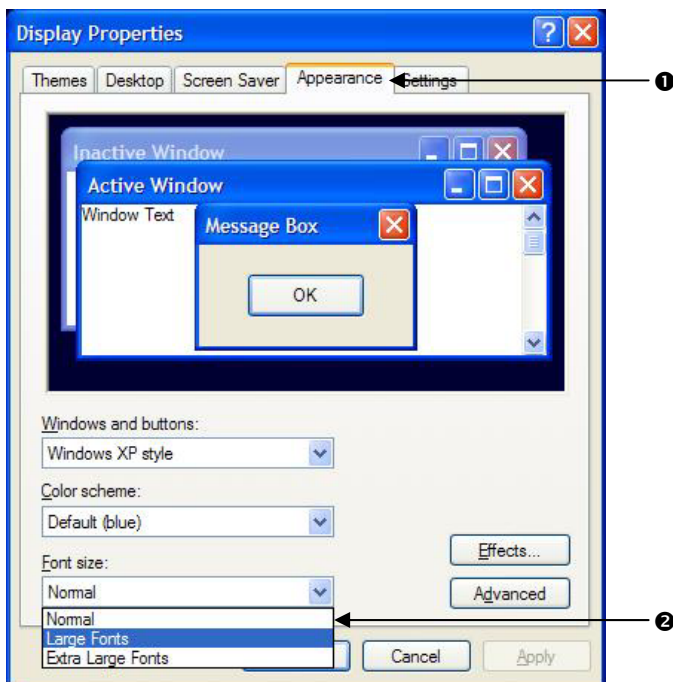 Display Properties
Themes Desktop Screen Saver Appearance Settings ❶
Inactive Window
Active Window
Window Text
Message Box
OK
Windows and buttons:
Windows XP style
Color scheme:
Default (blue)
Effects...
Font size:
Normal
Advanced
Normal ❷
Large Fonts
Extra Large Fonts
Cancel Apply